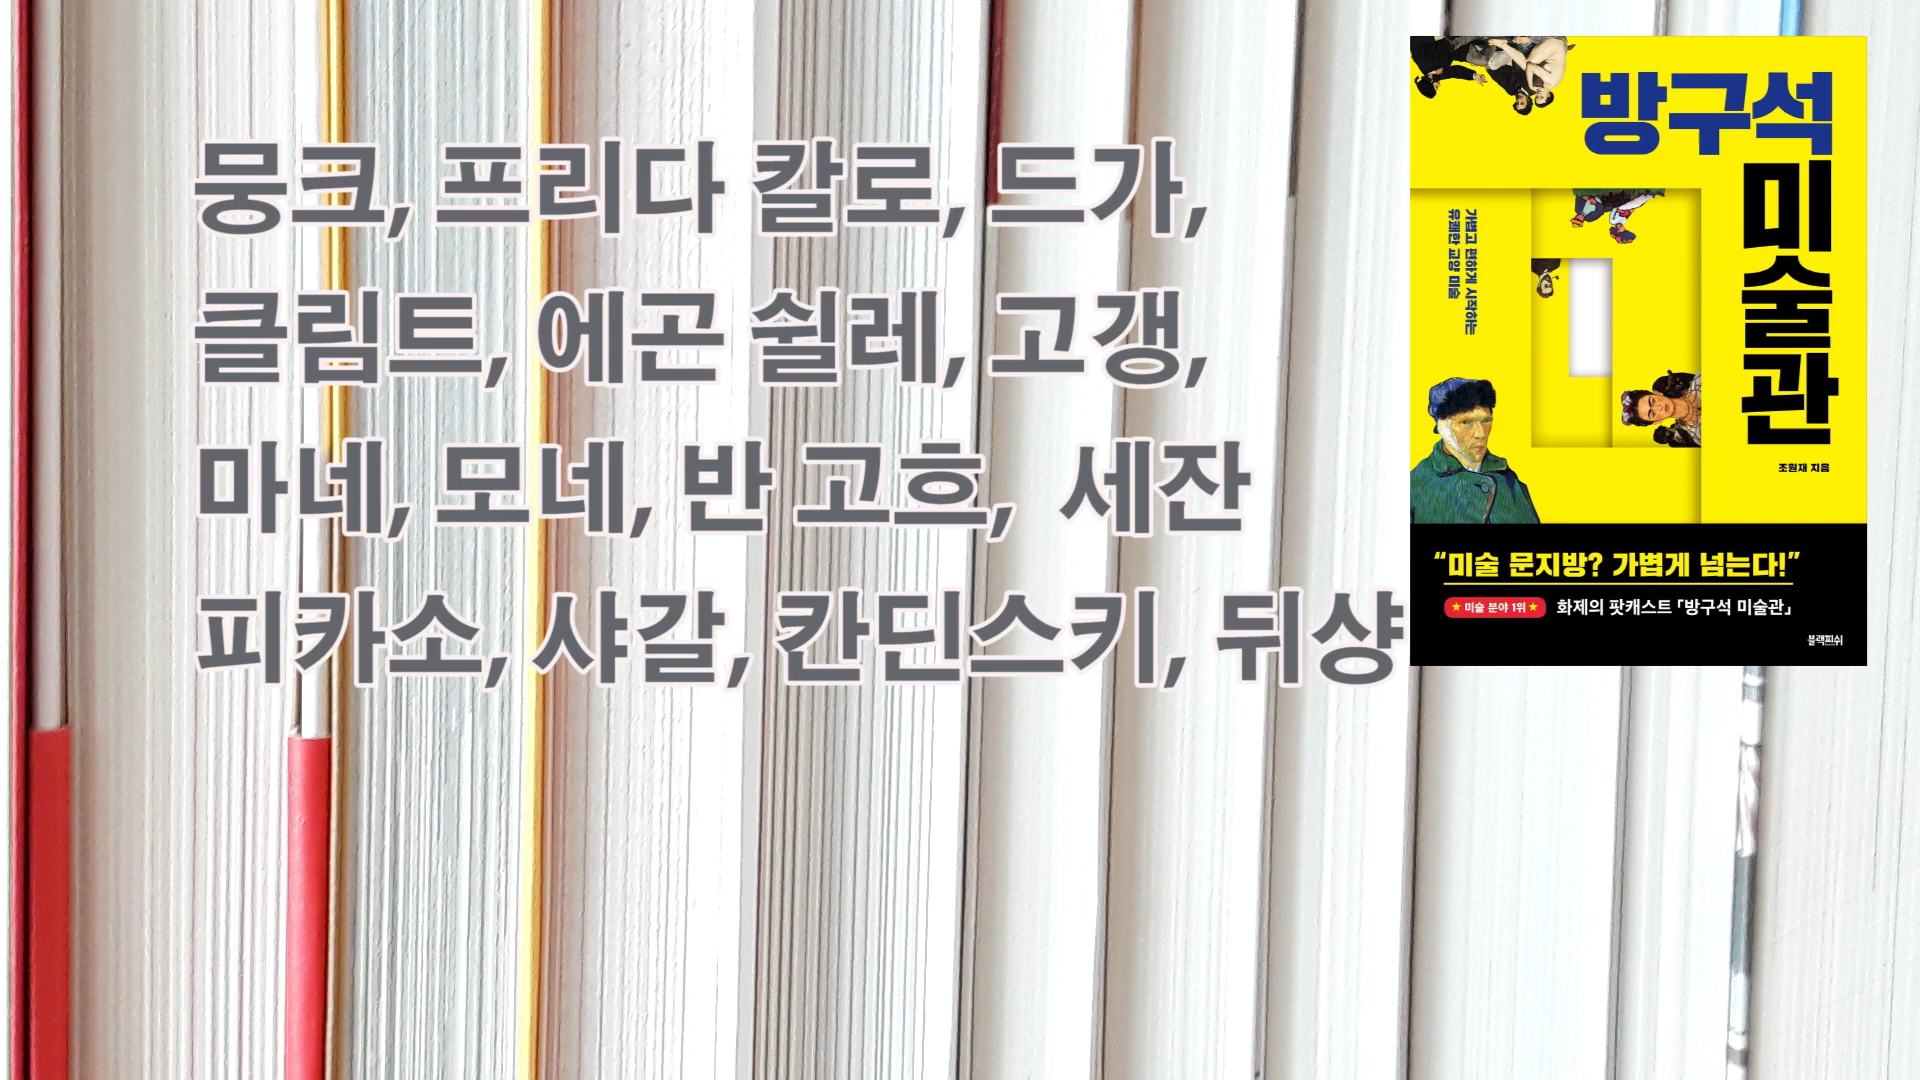 뭉크, 프리다 칼로, 드가,
클림트, 에곤 쉴레, 고갱,
마네, 모네, 반 고흐, 세잔
피카소, 샤갈, 칸딘스키, 뒤샹
방구석
미술관
가볍고 편하게 시작하는
유쾌한 교양 미술
조원재 지음
“미술 문지방? 가볍게 넘는다!”
★ 미술 분야 1위 ★ 화제의 팟캐스트 「방구석 미술관」
블랙피쉬